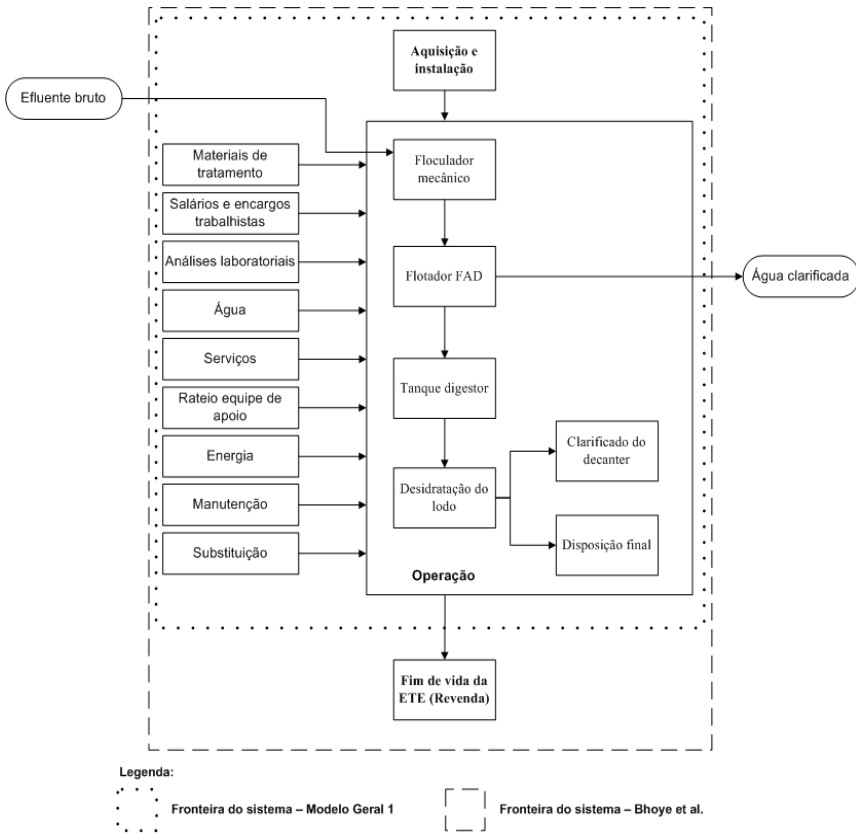 Aquisição e
instalação
Efluente bruto
Materiais de
tratamento
Floculador
mecânico
Salários e encargos
trabalhistas
Análises laboratoriais
Flotador FAD
Água clarificada
Água
Serviços
Tanque digestor
Rateio equipe de
apoio
Clarificado do
decanter
Energia
Desidratação do
lodo
Manutenção
Disposição final
Substituição
Operação
Fim de vida da
ETE (Revenda)
Legenda:
Fronteira do sistema – Modelo Geral 1
Fronteira do sistema – Bhoye et al.